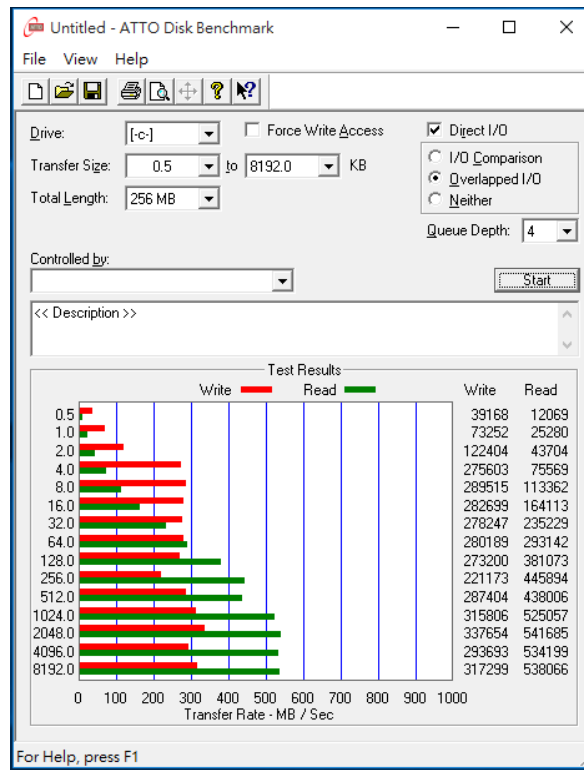 Untitled - ATTO Disk Benchmark
File View Help
Drive: [-c-] Force Write Access Direct I/O
I/O Comparison
Transfer Size: 0.5 to 8192.0 KB
Overlapped I/O
Total Length: 256 MB
Neither
Queue Depth: 4
Controlled by:
Start
<< Description >>
Test Results
Write Read Write Read
0.5 39168 12069
1.0 73252 25280
2.0 122404 43704
4.0 275603 75569
8.0 289515 113362
16.0 282699 164113
32.0 278247 235229
64.0 280189 293142
128.0 273200 381073
256.0 221173 445894
512.0 287404 438006
1024.0 315806 525057
2048.0 337654 541685
4096.0 293693 534199
8192.0 317299 538066
0 100 200 300 400 500 600 700 800 900 1000
Transfer Rate - MB / Sec
For Help, press F1